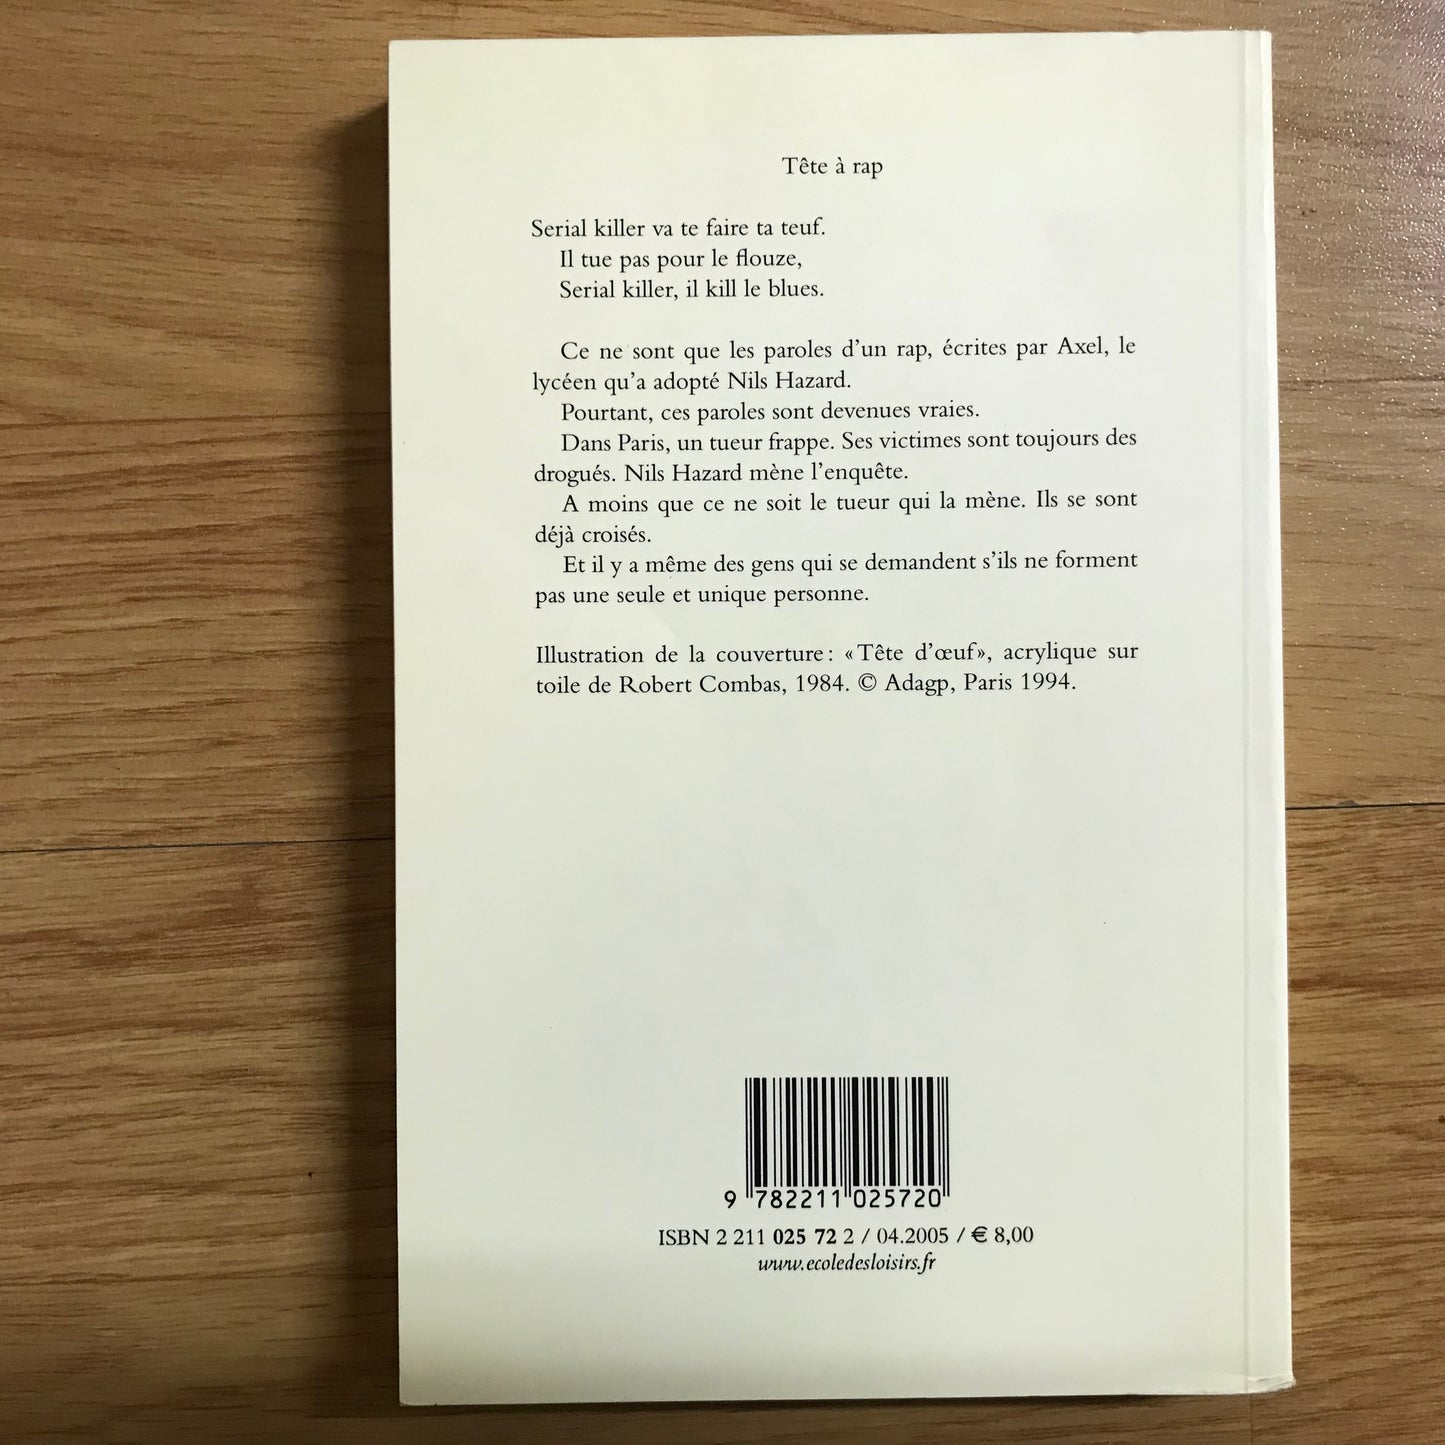 Tête à rap
Serial killer va te faire ta teuf.
Il tue pas pour le flouze,
Serial killer, il kill le blues.
Ce ne sont que les paroles d'un rap, écrites par Axel, le
lycéen qu'a adopté Nils Hazard.
Pourtant, ces paroles sont devenues vraies.
Dans Paris, un tueur frappe. Ses victimes sont toujours des
drogués. Nils Hazard mène l'enquête.
A moins que ce ne soit le tueur qui la mène. Ils se sont
déjà croisés.
Et il y a même des gens qui se demandent s'ils ne forment
pas une seule et unique personne.
Illustration de la couverture: «Tête d'œuf», acrylique sur
toile de Robert Combas, 1984. © Adagp, Paris 1994.
9 782211 025720
ISBN 2 211 025 72 2 / 04.2005 / € 8,00
www.ecoledesloisirs.fr